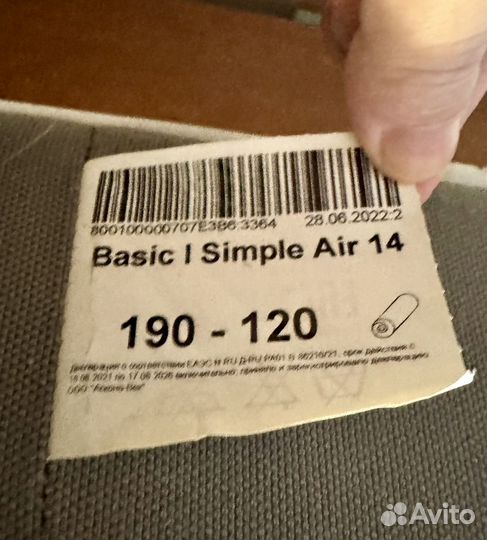 800100000707E3B6:3364 28.06.2022:2
Basic I Simple Air 14
190 - 120
декларация о соответствии ЕАЭС N RU Д-RU.РА01.В.86210/21, срок действия с
18.06.2021 по 17.06.2026 включительно, принято и зарегистрировано декларацию
ООО "Аскона-Век"
Avito